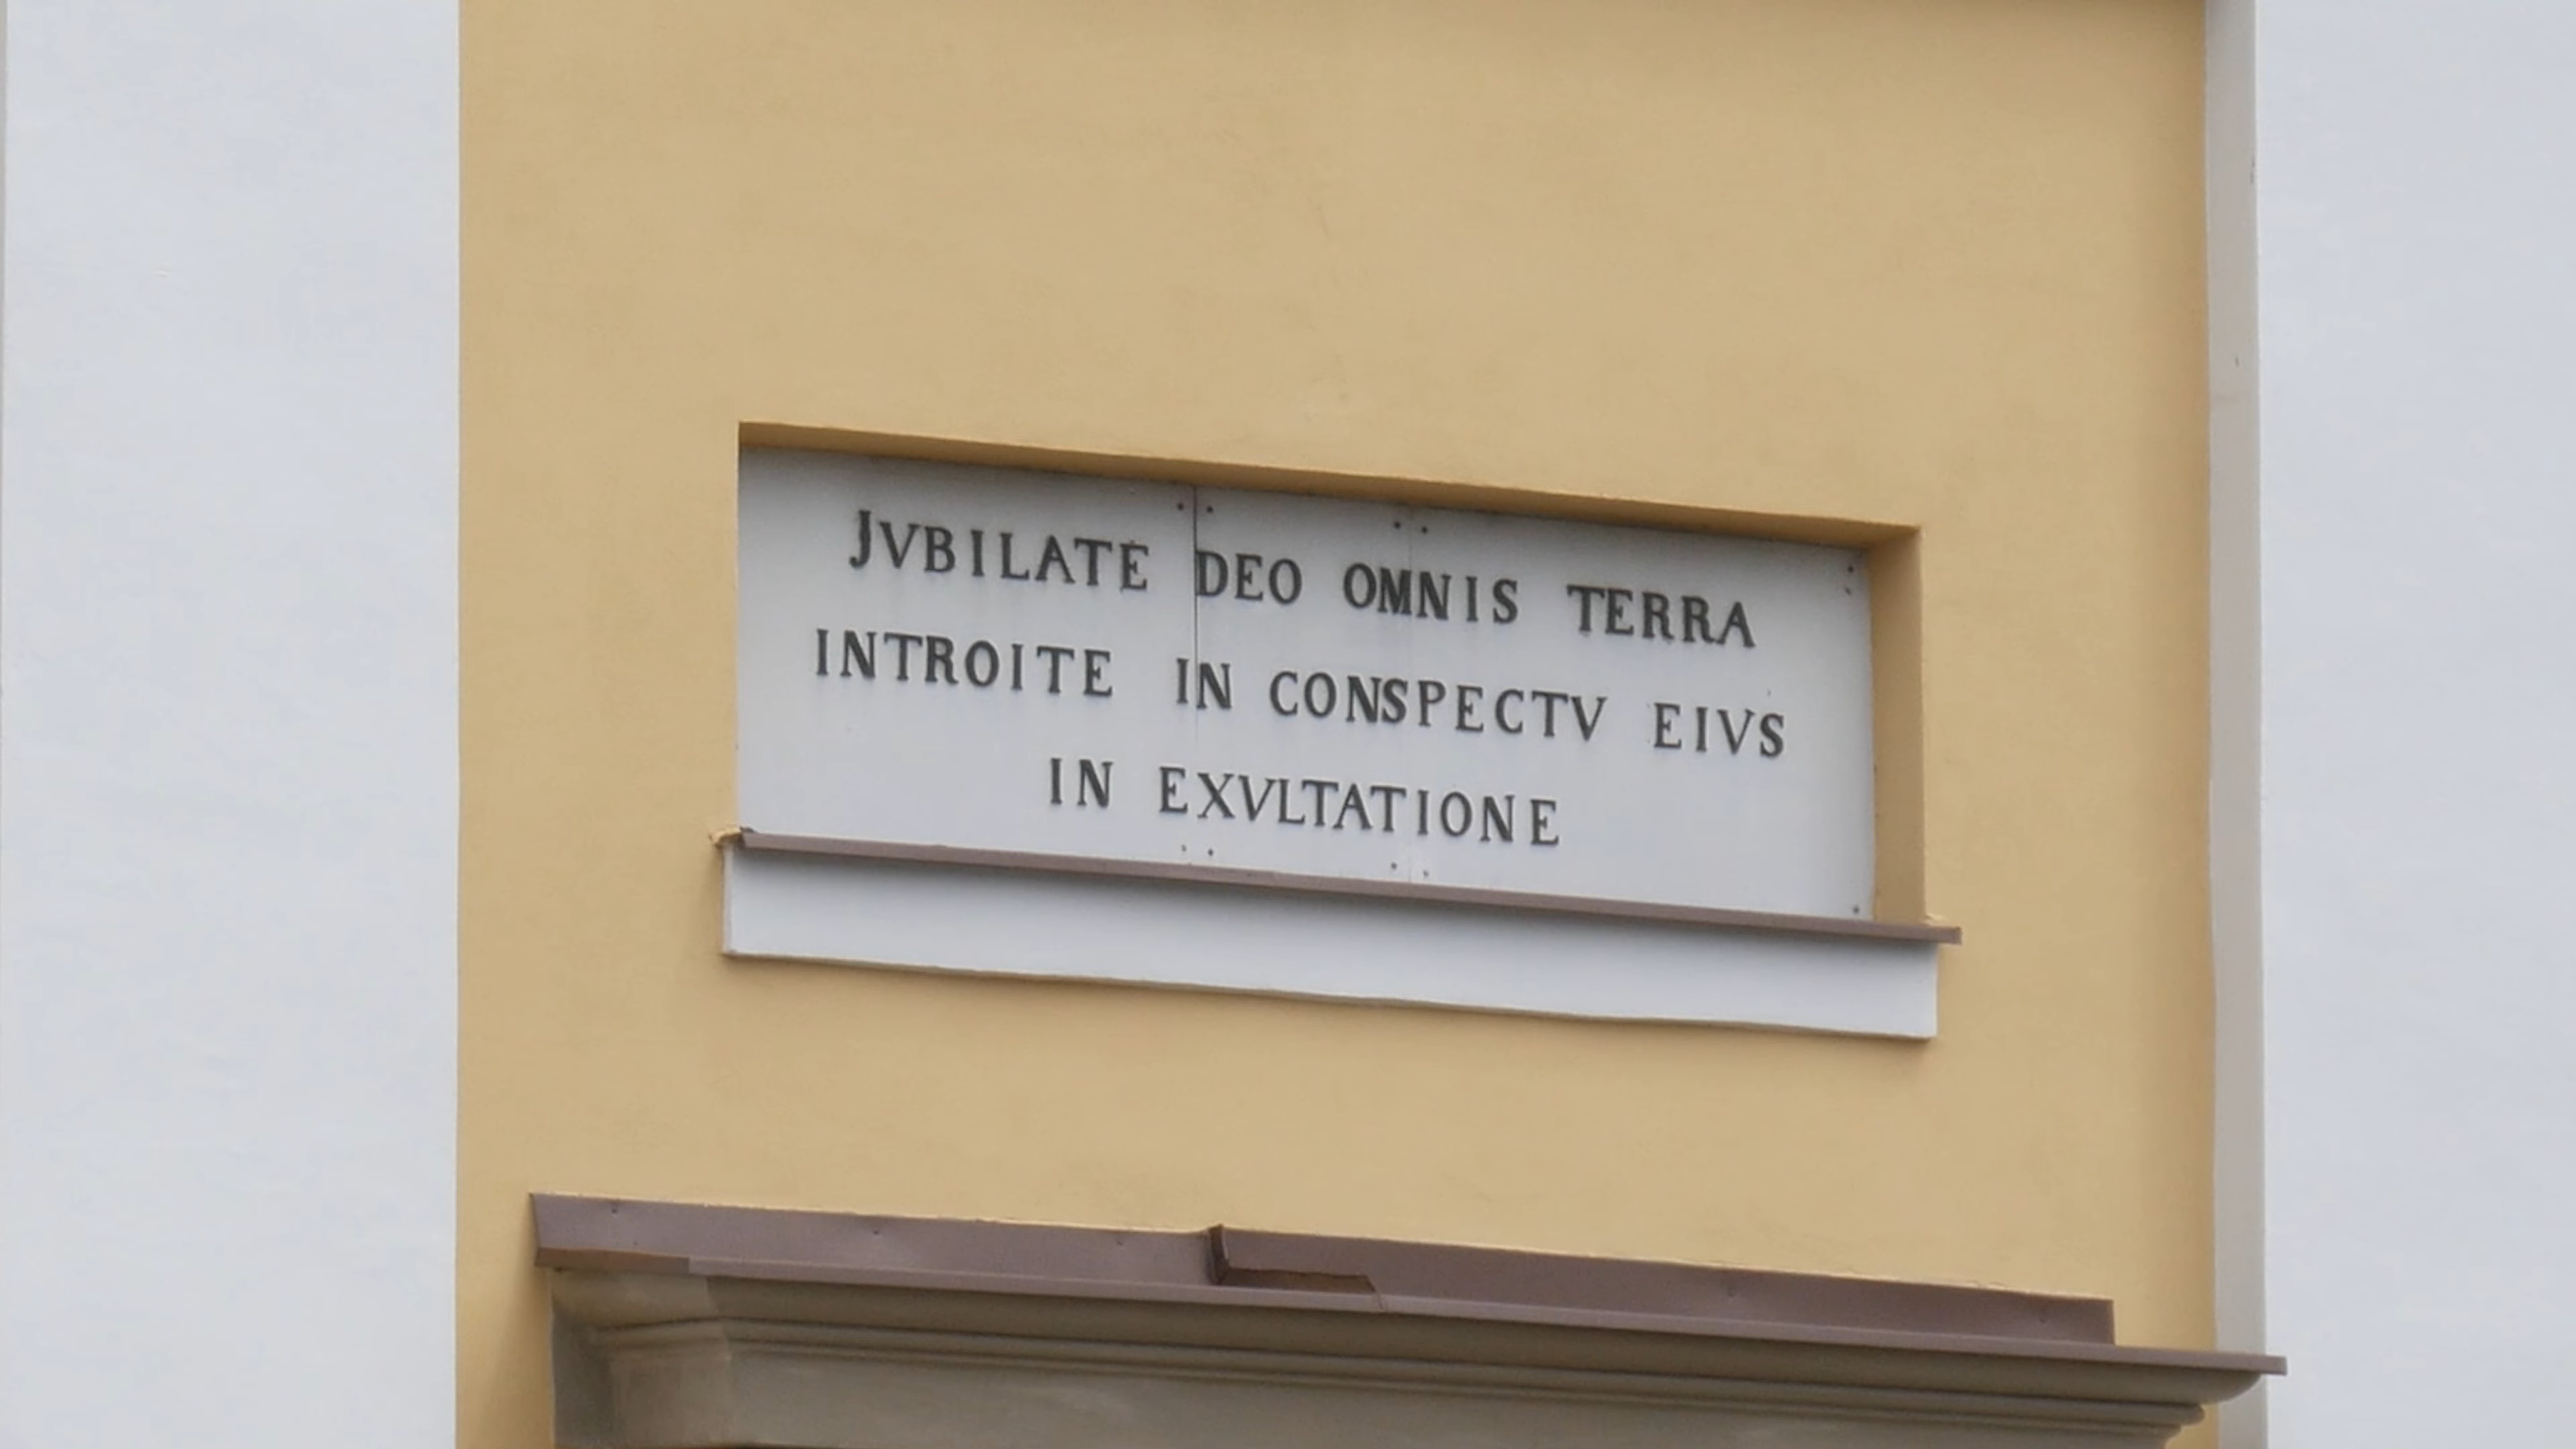 JVBILATE DEO OMNIS TERRA
INTROITE IN CONSPECTV EIVS
IN EXVLTATIONE